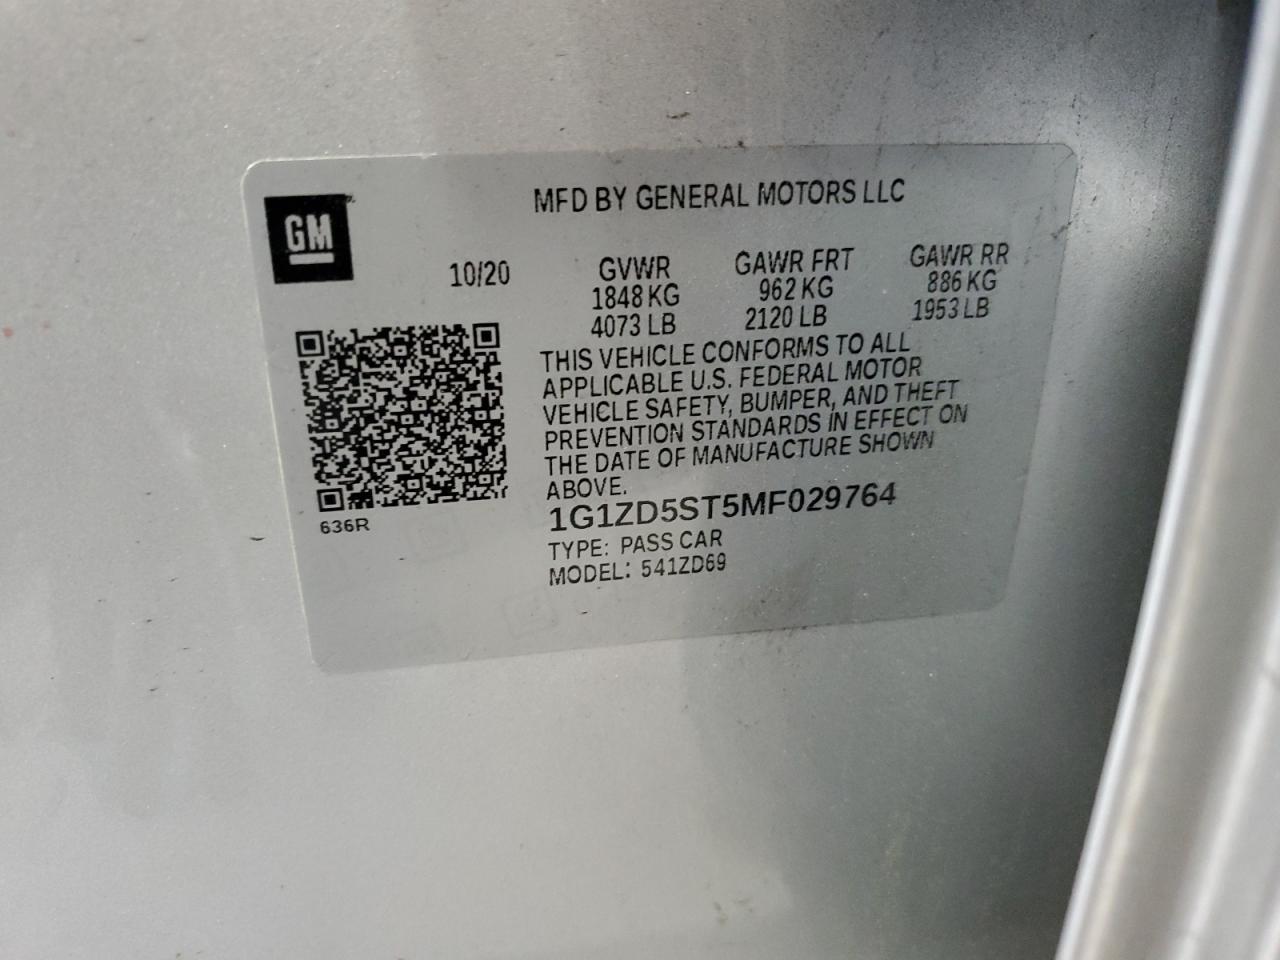 MFD BY GENERAL MOTORS LLC
GM
10/20 GVWR GAWR FRT GAWR RR
1848 KG 962 KG 886 KG
4073 LB 2120 LB 1953 LB
THIS VEHICLE CONFORMS TO ALL
APPLICABLE U.S. FEDERAL MOTOR
VEHICLE SAFETY, BUMPER, AND THEFT
PREVENTION STANDARDS IN EFFECT ON
THE DATE OF MANUFACTURE SHOWN
ABOVE.
636R
1G1ZD5ST5MF029764
TYPE: PASS CAR
MODEL: 541ZD69